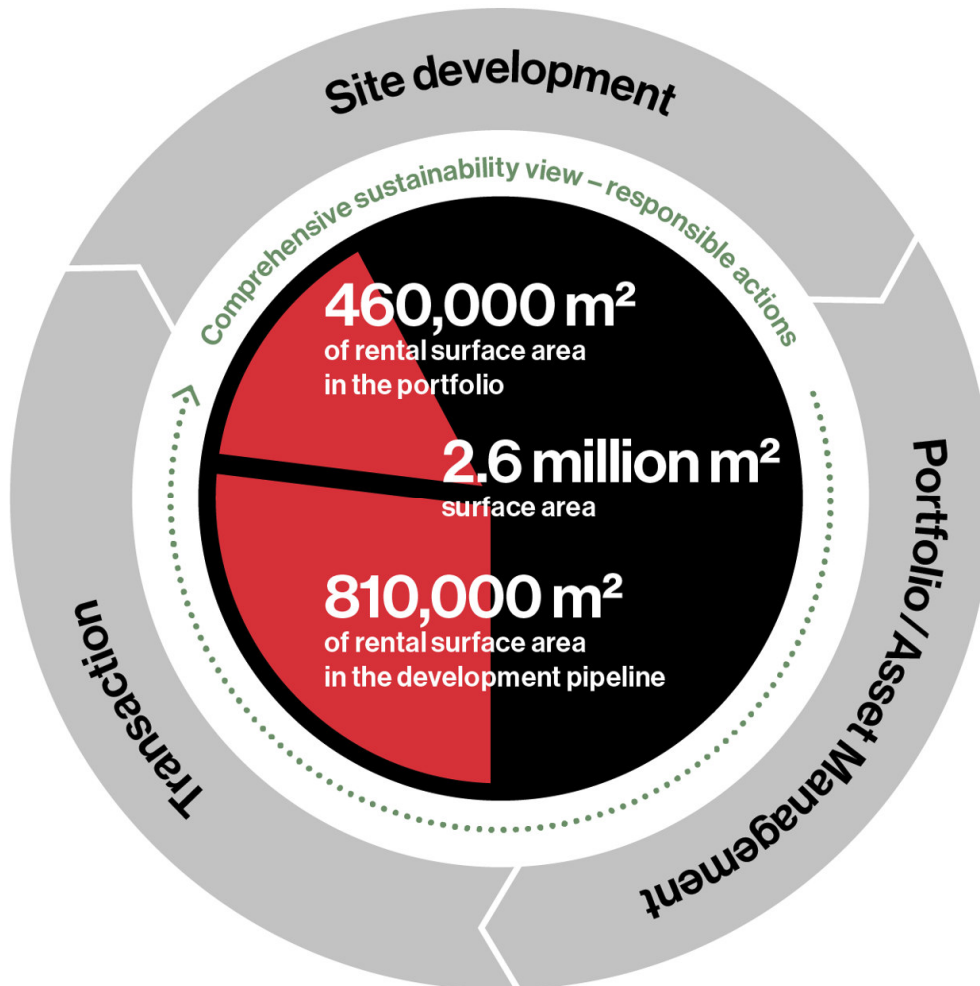 Site development
Comprehensive sustainability view – responsible actions
460,000 m²
of rental surface area
in the portfolio
2.6 million m²
surface area
810,000 m²
of rental surface area
in the development pipeline
Portfolio / Asset Management
Transaction